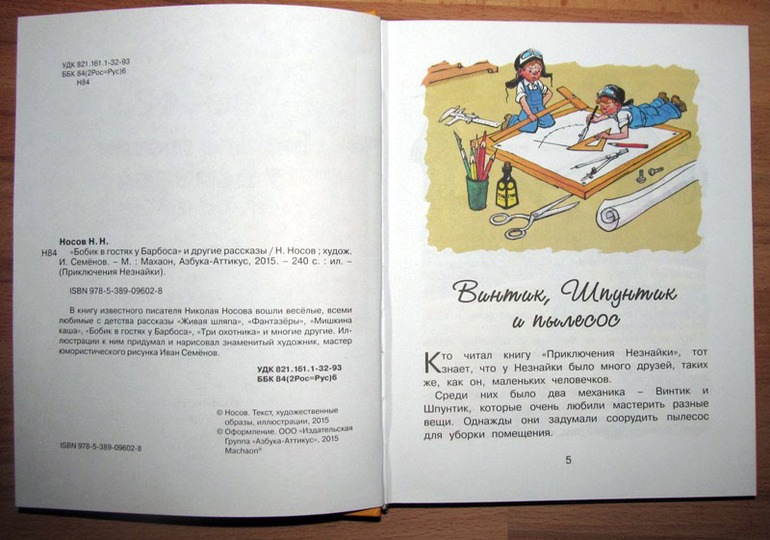 УДК 821.161.1-32-93
ББК 84(2Рос=Рус)6
Н84
Носов Н. Н.
Н84 «Бобик в гостях у Барбоса» и другие рассказы / Н. Носов ; худож.
И. Семёнов. – М. : Махаон, Азбука-Аттикус, 2015. – 240 с. : ил. –
(Приключения Незнайки).
ISBN 978-5-389-09602-8
В книгу известного писателя Николая Носова вошли весёлые, всеми
любимые с детства рассказы «Живая шляпа», «Фантазёры», «Мишкина
каша», «Бобик в гостях у Барбоса», «Три охотника» и многие другие. Ил-
люстрации к ним придумал и нарисовал знаменитый художник, мастер
юмористического рисунка Иван Семёнов.
УДК 821.161.1-32-93
ББК 84(2Рос=Рус)6
© Носов. Текст, художественные
образы, иллюстрации, 2015
© Оформление. ООО «Издательская
Группа «Азбука-Аттикус», 2015
Machaon®
ISBN 978-5-389-09602-8
Винтик, Шпунтик
и пылесос
Кто читал книгу «Приключения Незнайки», тот
знает, что у Незнайки было много друзей, таких
же, как он, маленьких человечков.
Среди них было два механика – Винтик и
Шпунтик, которые очень любили мастерить разные
вещи. Однажды они задумали соорудить пылесос
для уборки помещения.
5